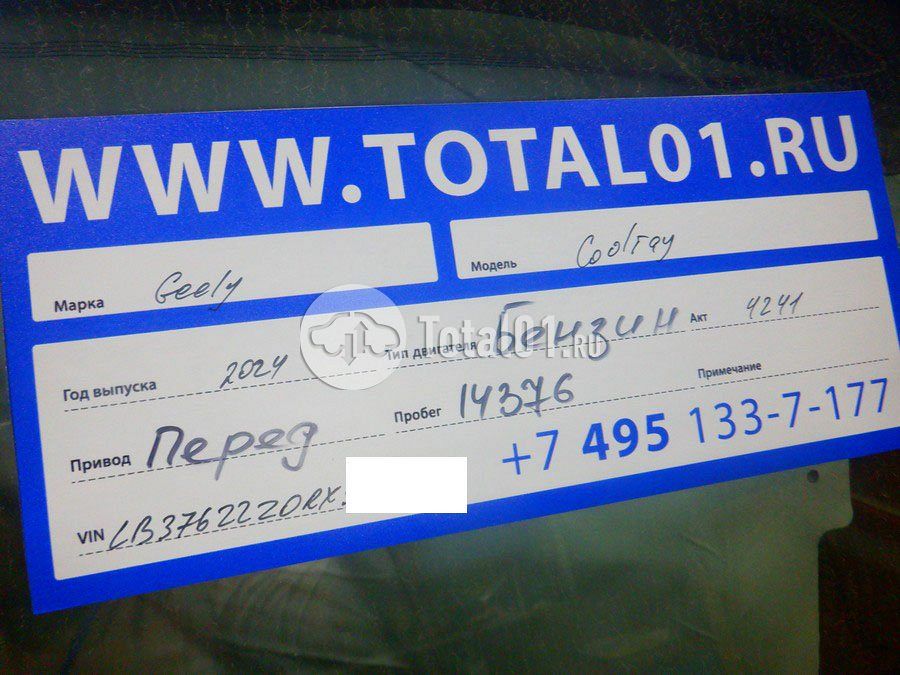 WWW.TOTAL01.RU
Марка Geely Модель Coolray
Год выпуска 2024 Тип двигателя Бензин Акт 4241
Total01.RU
Привод Перед Пробег 14376 Примечание
+7 495 133-7-177
VIN LB37622Z0RX